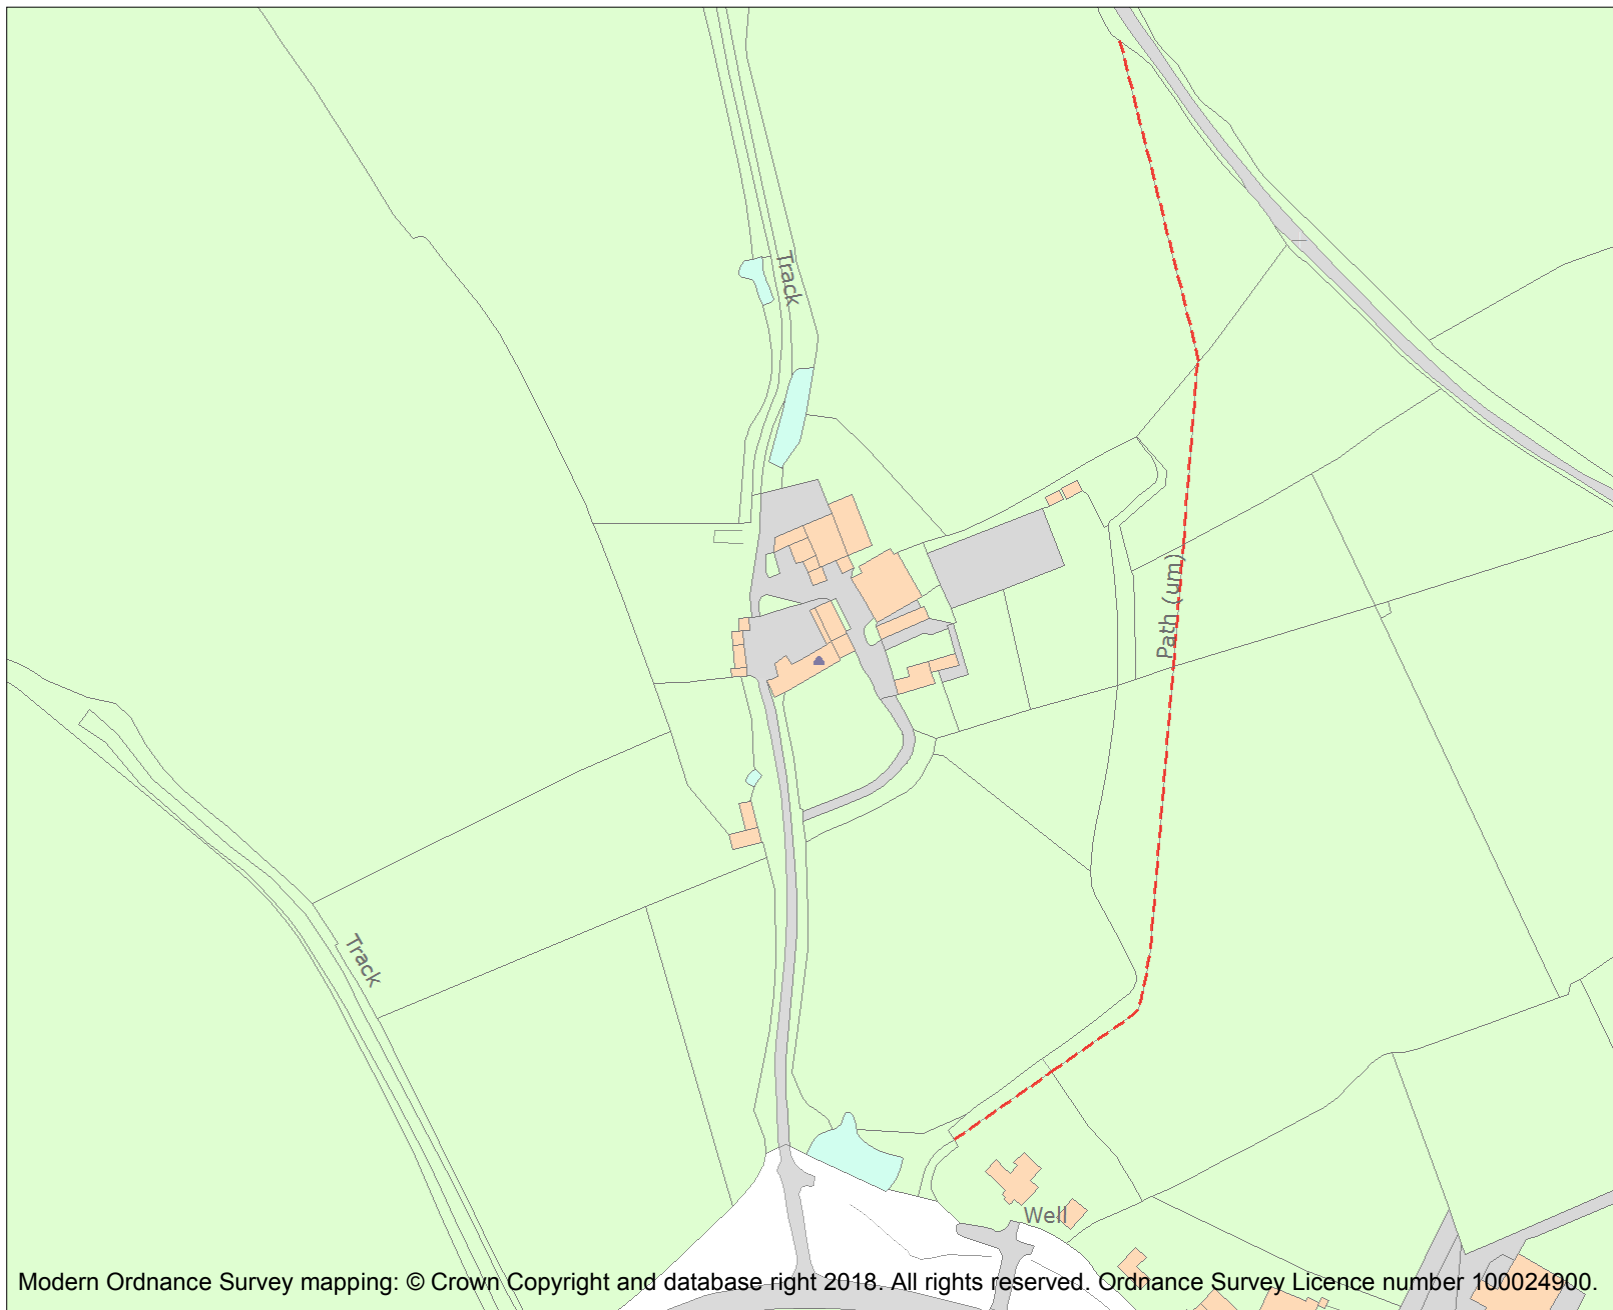 Track
Path (um)
Track
Well
Modern Ordnance Survey mapping: © Crown Copyright and database right 2018. All rights reserved. Ordnance Survey Licence number 100024900.